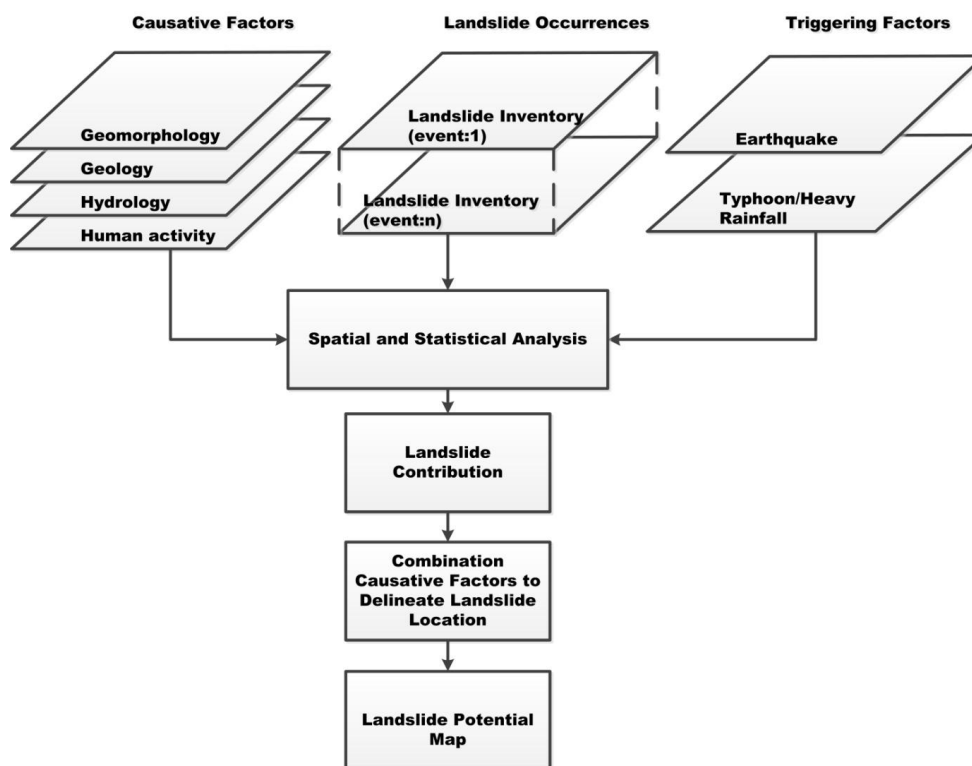 Causative Factors
Landslide Occurrences
Triggering Factors
Geomorphology
Geology
Hydrology
Human activity
Landslide Inventory
(event:1)
Landslide Inventory
(event:n)
Earthquake
Typhoon/Heavy
Rainfall
Spatial and Statistical Analysis
Landslide
Contribution
Combination
Causative Factors to
Delineate Landslide
Location
Landslide Potential
Map